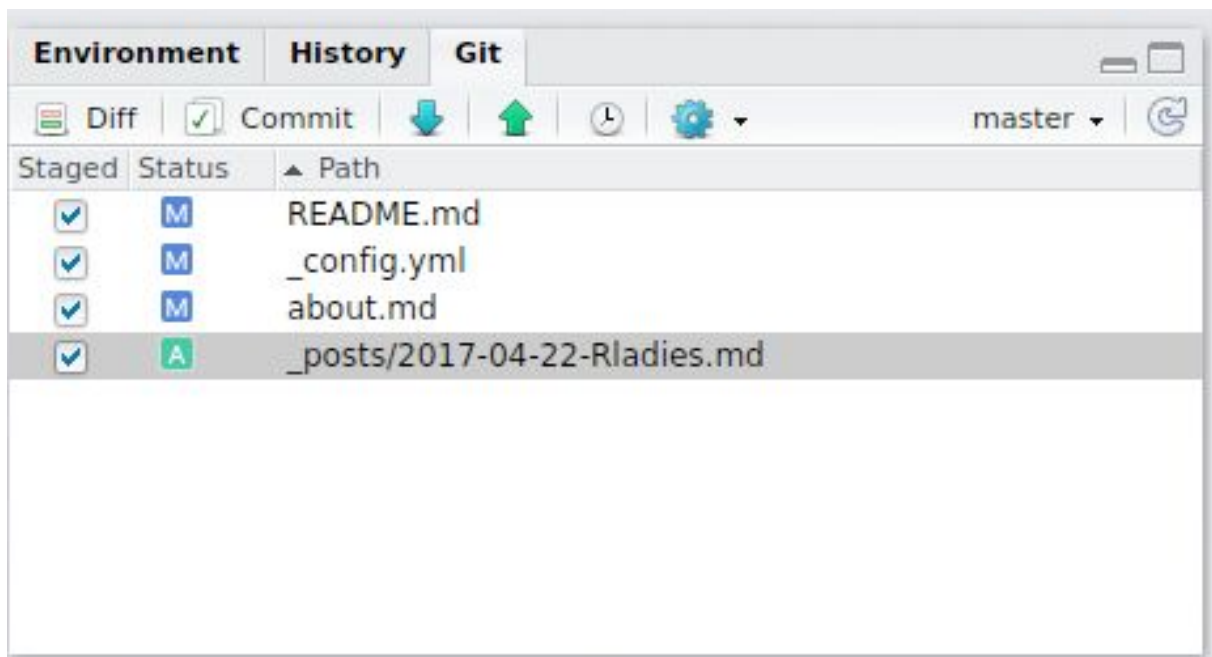 Environment History Git
Diff Commit master
Staged Status Path
M README.md
M _config.yml
M about.md
A _posts/2017-04-22-Rladies.md